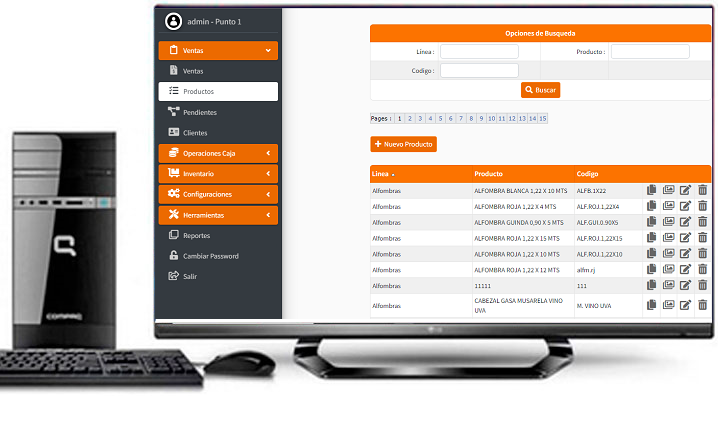 admin - Punto 1
Ventas
Ventas
Productos
Pendientes
Clientes
Operaciones Caja
Inventario
Configuraciones
Herramientas
Reportes
Cambiar Password
Salir
Opciones de Busqueda
Línea : Producto :
Codigo :
Buscar
Pages : 1 2 3 4 5 6 7 8 9 10 11 12 13 14 15
+ Nuevo Producto
Línea Producto Codigo
Alfombras ALFOMBRA BLANCA 1,22 X 10 MTS ALFB.1X22
Alfombras ALFOMBRA ROJA 1,22 X 4 MTS ALF.ROJ.1,22X4
Alfombras ALFOMBRA GUINDA 0,90 X 5 MTS ALF.GUI.0.90X5
Alfombras ALFOMBRA ROJA 1,22 X 15 MTS ALF.ROJ.1,22X15
Alfombras ALFOMBRA ROJA 1,22 X 10 MTS ALF.ROJ.1,22X10
Alfombras ALFOMBRA ROJA 1,22 X 12 MTS alfm.rj
Alfombras 11111 111
Alfombras CABEZAL GASA MUSARELA VINO UVA M. VINO UVA
COMPAQ
LG